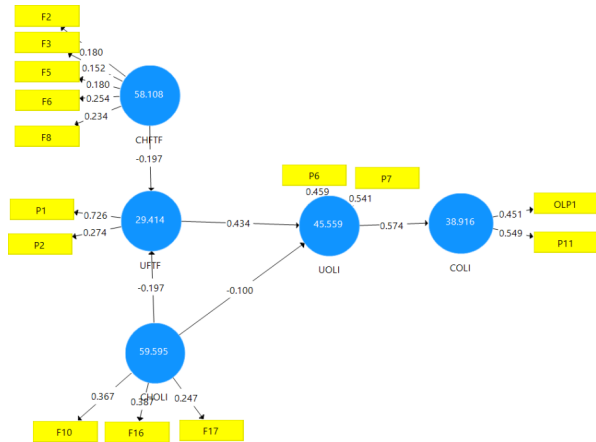 F2
F3
0.180
0.152
F5
0.180
58.108
F6
0.254
0.234
F8
CHFTF
-0.197
P6
P7
0.459
0.541
P1
0.726
29.414
0.434
45.559
0.574
38.916
0.451
OLP1
P2
0.274
0.549
P11
UFTF
UOLI
COLI
-0.197
-0.100
59.595
CHOLI
0.367
0.387
0.247
F10
F16
F17